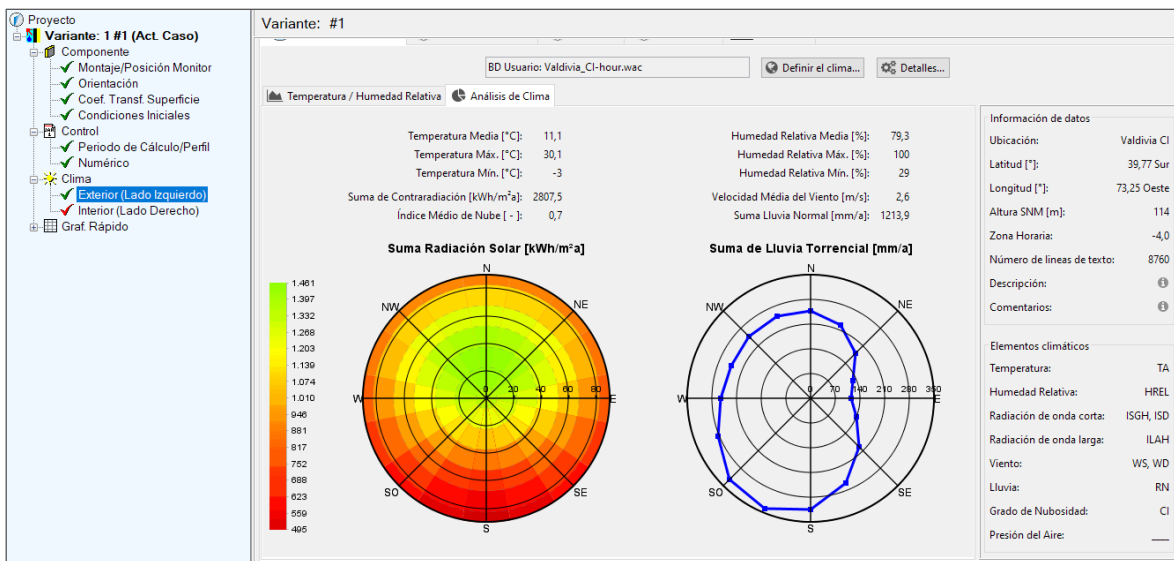 Proyecto
Variante: 1 #1 (Act. Caso)
Componente
Montaje/Posición Monitor
Orientación
Coef. Transf. Superficie
Condiciones Iniciales
Control
Periodo de Cálculo/Perfil
Numérico
Clima
Exterior (Lado Izquierdo)
Interior (Lado Derecho)
Graf. Rápido
Variante: #1
BD Usuario: Valdivia_Cl-hour.wac
Definir el clima...
Detalles...
Temperatura / Humedad Relativa
Análisis de Clima
Temperatura Media [°C]: 11,1
Temperatura Máx. [°C]: 30,1
Temperatura Mín. [°C]: -3
Suma de Contraradiación [kWh/m²a]: 2807,5
Índice Médio de Nube [ - ]: 0,7
Humedad Relativa Media [%]: 79,3
Humedad Relativa Máx. [%]: 100
Humedad Relativa Mín. [%]: 29
Velocidad Média del Viento [m/s]: 2,6
Suma Lluvia Normal [mm/a]: 1213,9
Suma Radiación Solar [kWh/m²a]
1.461
1.397
1.332
1.268
1.203
1.139
1.074
1.010
946
881
817
752
688
623
559
495
N
NW
NE
W
0 20 40 60 80
E
SO
SE
S
Suma de Lluvia Torrencial [mm/a]
N
NW
NE
W
0 70 140 210 280 350
E
SO
SE
S
Información de datos
Ubicación: Valdivia Cl
Latitud [°]: 39,77 Sur
Longitud [°]: 73,25 Oeste
Altura SNM [m]: 114
Zona Horaria: -4,0
Número de lineas de texto: 8760
Descripción:
Comentarios:
Elementos climáticos
Temperatura: TA
Humedad Relativa: HREL
Radiación de onda corta: ISGH, ISD
Radiación de onda larga: ILAH
Viento: WS, WD
Lluvia: RN
Grado de Nubosidad: CI
Presión del Aire: ___